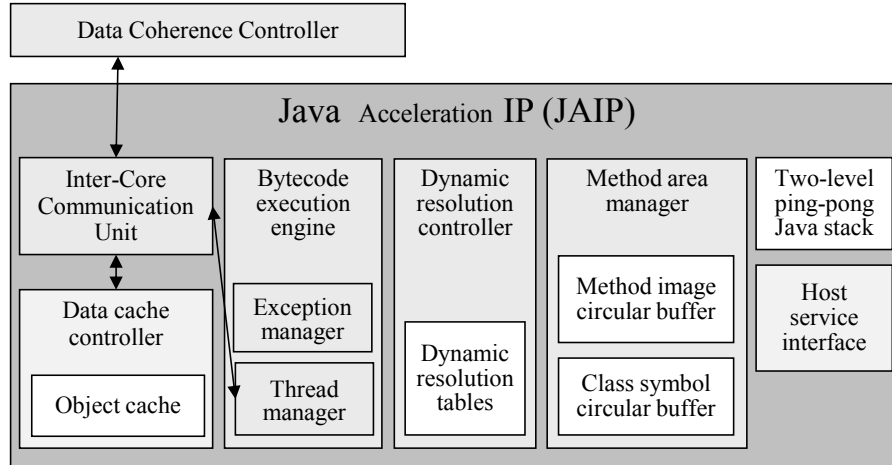 Data Coherence Controller
Java Acceleration IP (JAIP)
Inter-Core
Communication
Unit
Data cache
controller
Object cache
Bytecode
execution
engine
Exception
manager
Thread
manager
Dynamic
resolution
controller
Dynamic
resolution
tables
Method area
manager
Method image
circular buffer
Class symbol
circular buffer
Two-level
ping-pong
Java stack
Host
service
interface